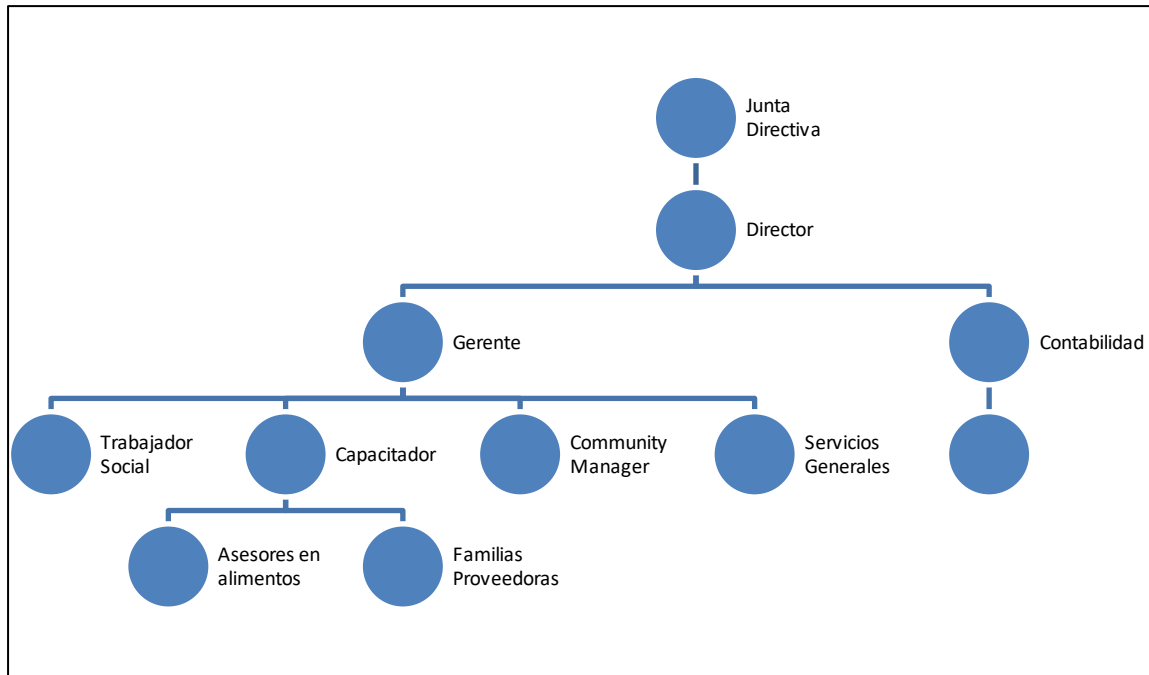 Junta
Directiva
Director
Gerente
Contabilidad
Trabajador
Social
Capacitador
Community
Manager
Servicios
Generales
Asesores en
alimentos
Familias
Proveedoras